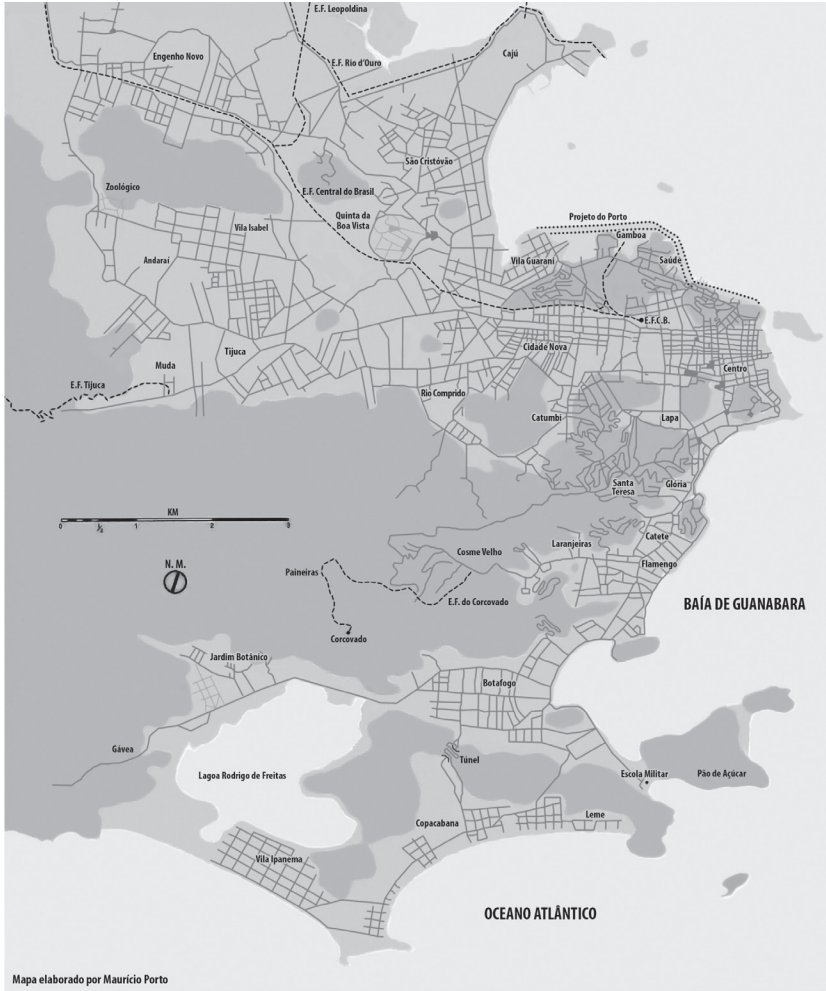 E.F. Leopoldina
Engenho Novo
E.F. Rio d'Ouro
Cajú
São Cristóvão
Zoológico
E.F. Central do Brasil
Quinta da
Boa Vista
Vila Isabel
Projeto do Porto
Gamboa
Andaraí
Vila Guarani
Saúde
E.F.C.B.
Cidade Nova
Tijuca
Muda
Centro
E.F. Tijuca
Rio Comprido
Catumbi
Lapa
Santa
Teresa
Glória
KM
0 ½ 1 2 3
Catete
Laranjeiras
Cosme Velho
Flamengo
N. M.
Paineiras
E.F. do Corcovado
BAÍA DE GUANABARA
Corcovado
Jardim Botânico
Botafogo
Gávea
Túnel
Lagoa Rodrigo de Freitas
Escola Militar
Pão de Açúcar
Copacabana
Leme
Vila Ipanema
OCEANO ATLÂNTICO
Mapa elaborado por Maurício Porto